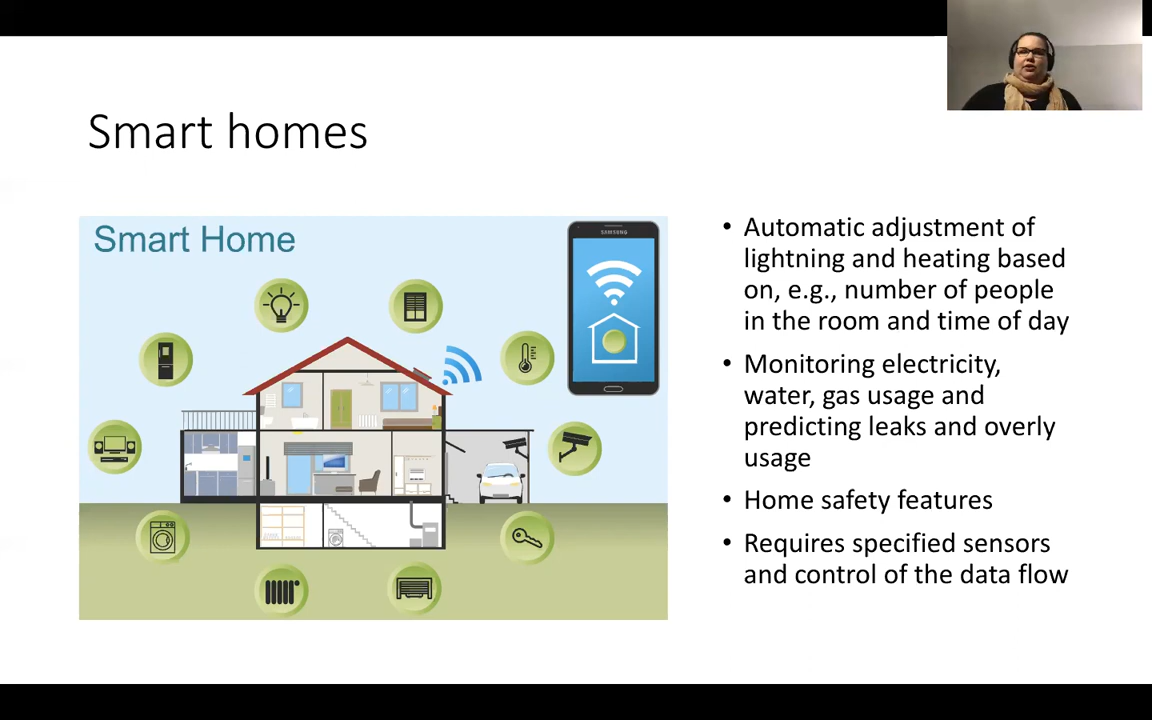 Smart homes
Smart Home
SAMSUNG
• Automatic adjustment of
lightning and heating based
on, e.g., number of people
in the room and time of day
• Monitoring electricity,
water, gas usage and
predicting leaks and overly
usage
• Home safety features
• Requires specified sensors
and control of the data flow